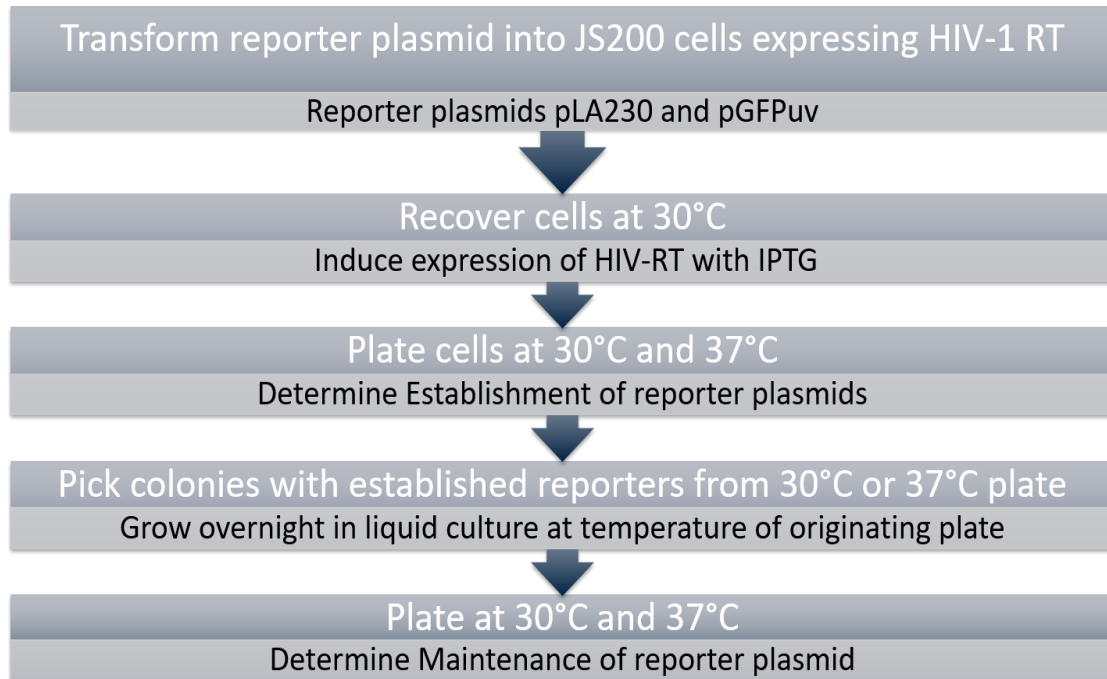 Transform reporter plasmid into JS200 cells expressing HIV-1 RT
Reporter plasmids pLA230 and pGFPuv
Recover cells at 30°C
Induce expression of HIV-RT with IPTG
Plate cells at 30°C and 37°C
Determine Establishment of reporter plasmids
Pick colonies with established reporters from 30°C or 37°C plate
Grow overnight in liquid culture at temperature of originating plate
Plate at 30°C and 37°C
Determine Maintenance of reporter plasmid